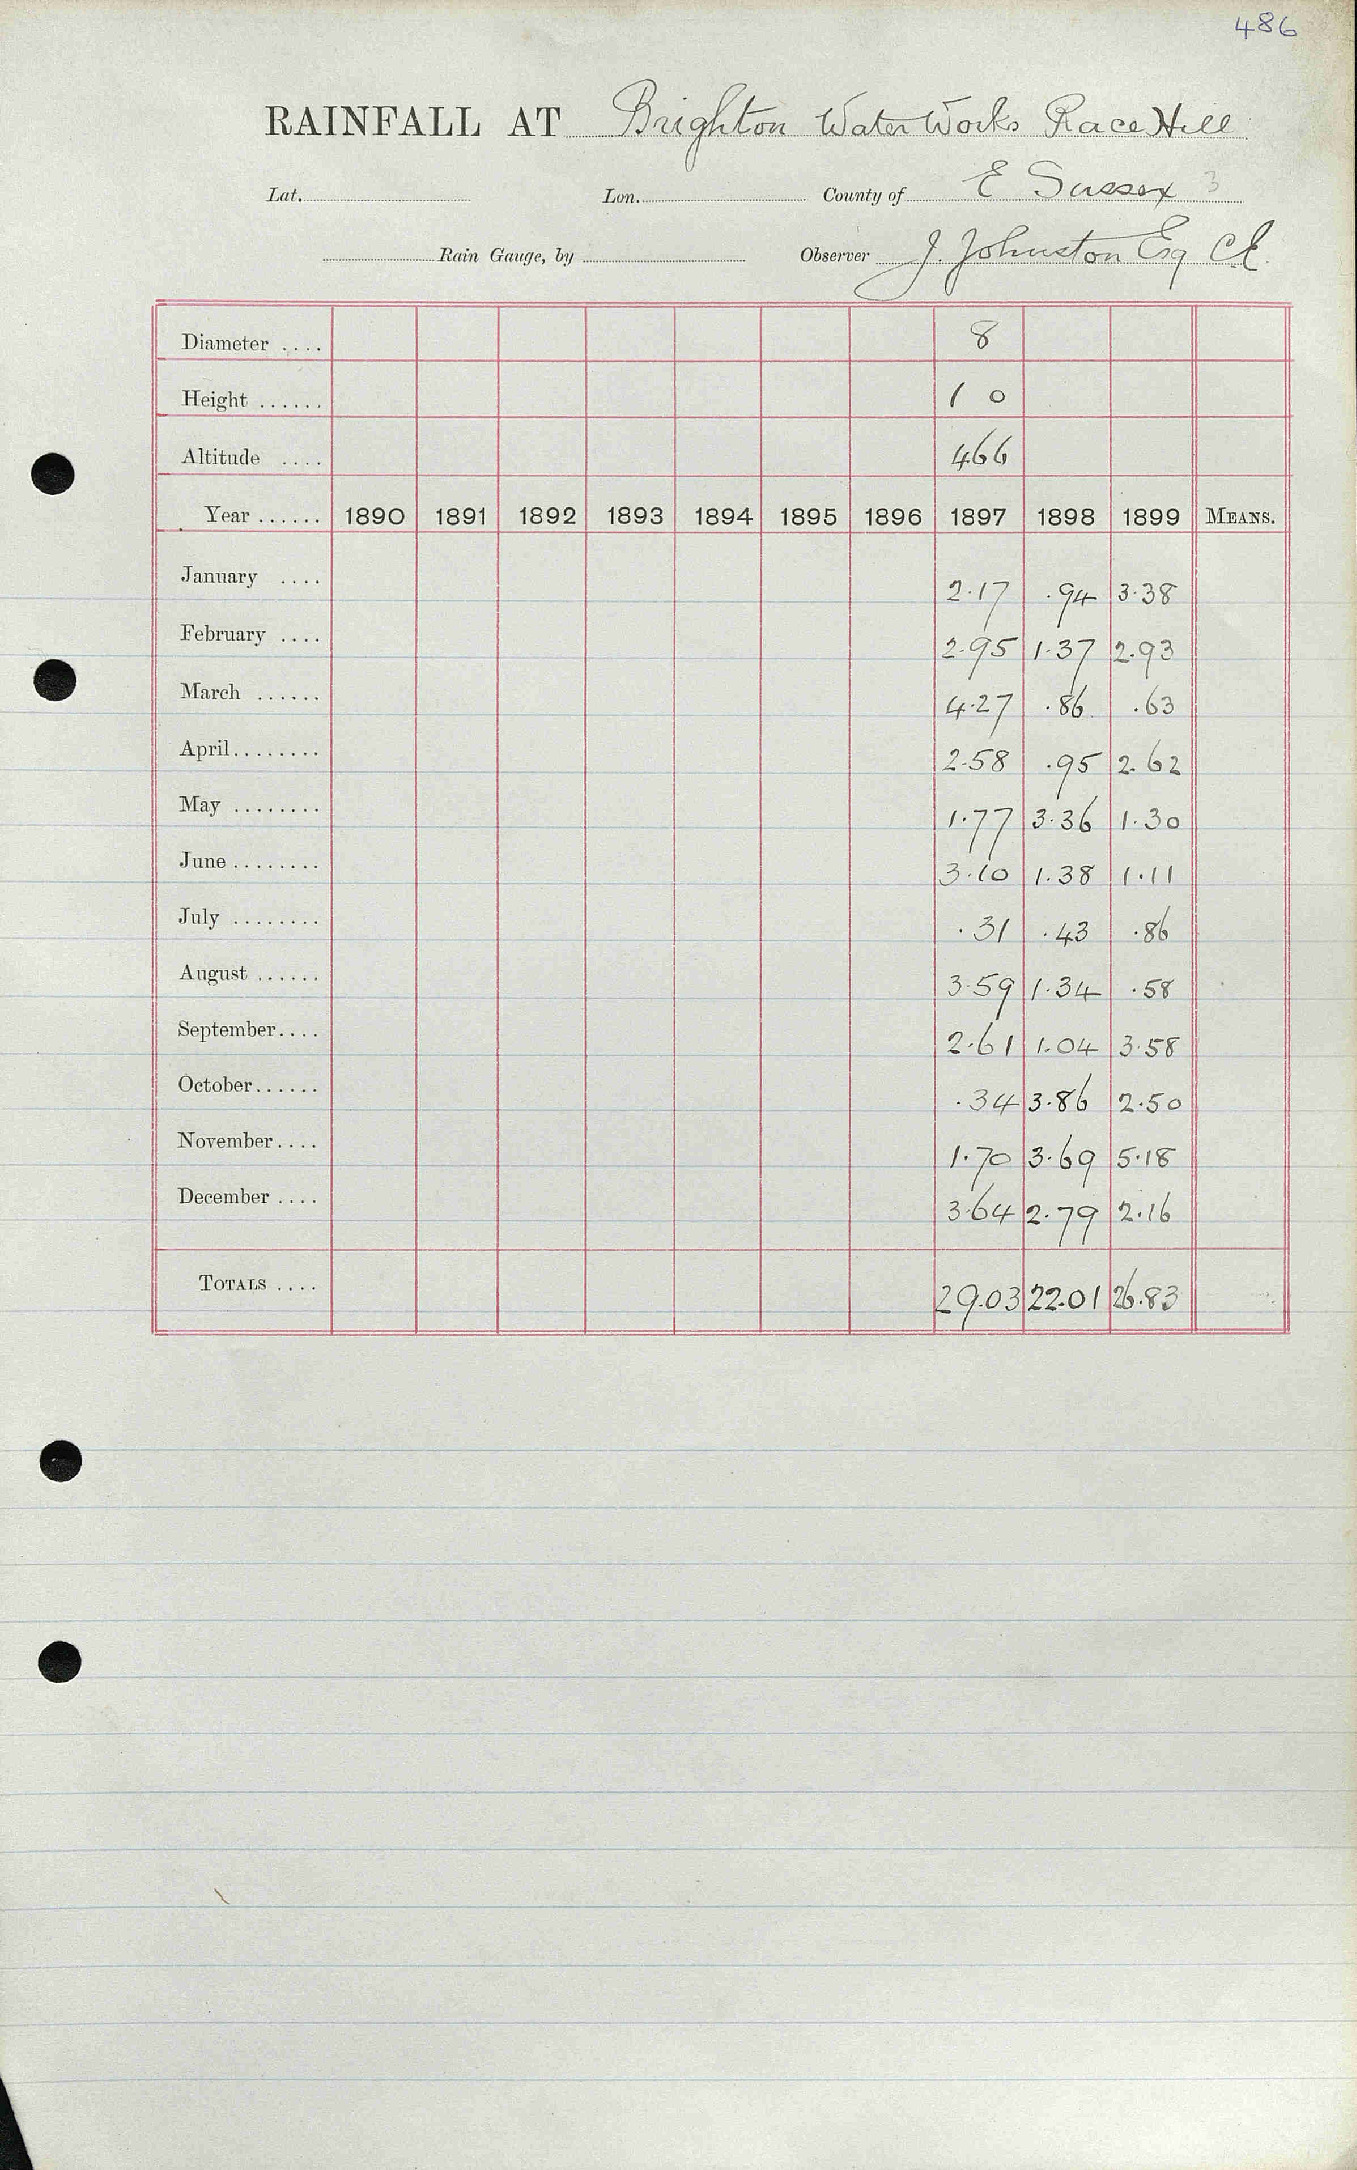 486
RAINFALL AT Brighton Water Works Race Hill
Lat. Lon. County of E Sussex 3
Rain Gauge, by Observer J. Johnston Esq C.E.
Diameter .... 8
Height ...... 1 0
Altitude .... 466
Year ...... 1890 1891 1892 1893 1894 1895 1896 1897 1898 1899 MEANS.
January .... 2.17 .94 3.38
February .... 2.95 1.37 2.93
March ...... 4.27 .86 .63
April........ 2.58 .95 2.62
May ........ 1.77 3.36 1.30
June ........ 3.10 1.38 1.11
July ........ .31 .43 .86
August ...... 3.59 1.34 .58
September.... 2.61 1.04 3.58
October...... .34 3.86 2.50
November.... 1.70 3.69 5.18
December .... 3.64 2.79 2.16
TOTALS .... 29.03 22.01 26.83